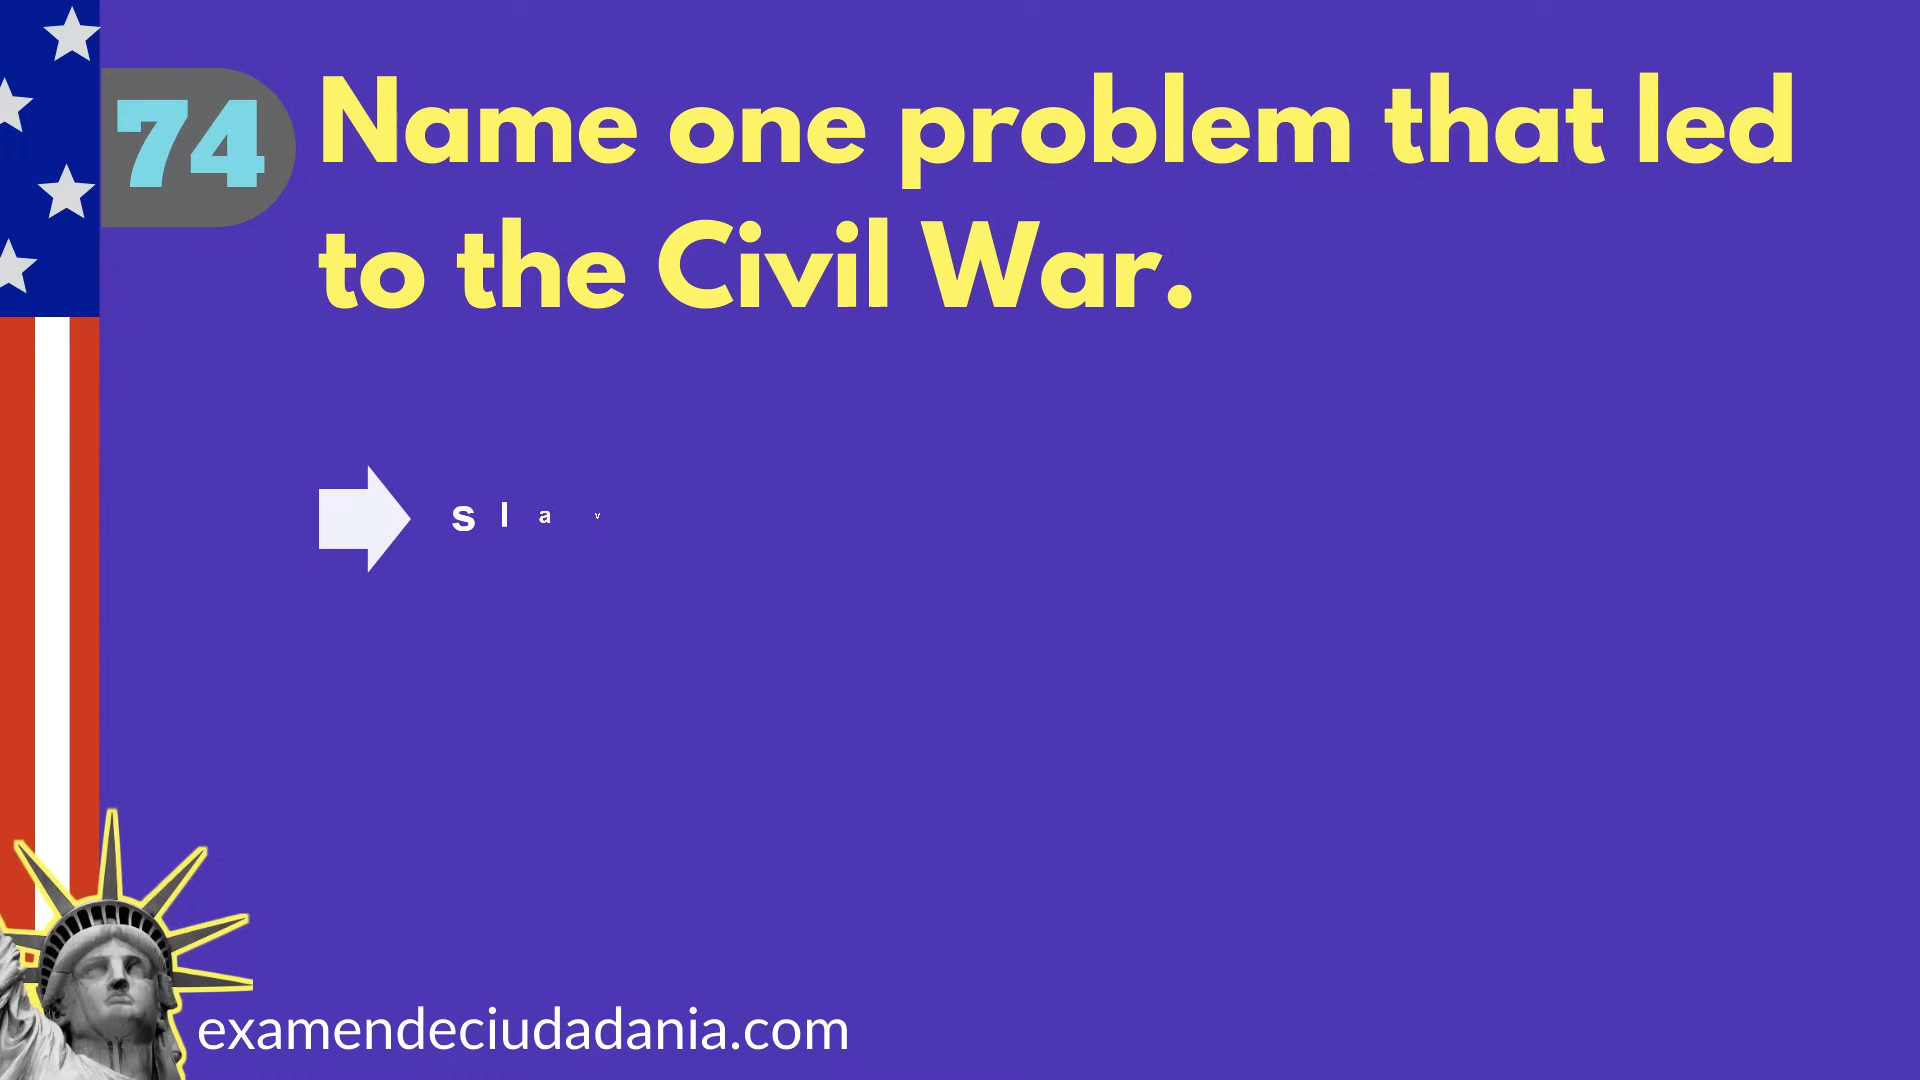 74 Name one problem that led
to the Civil War.
s l a v
examendeciudadania.com